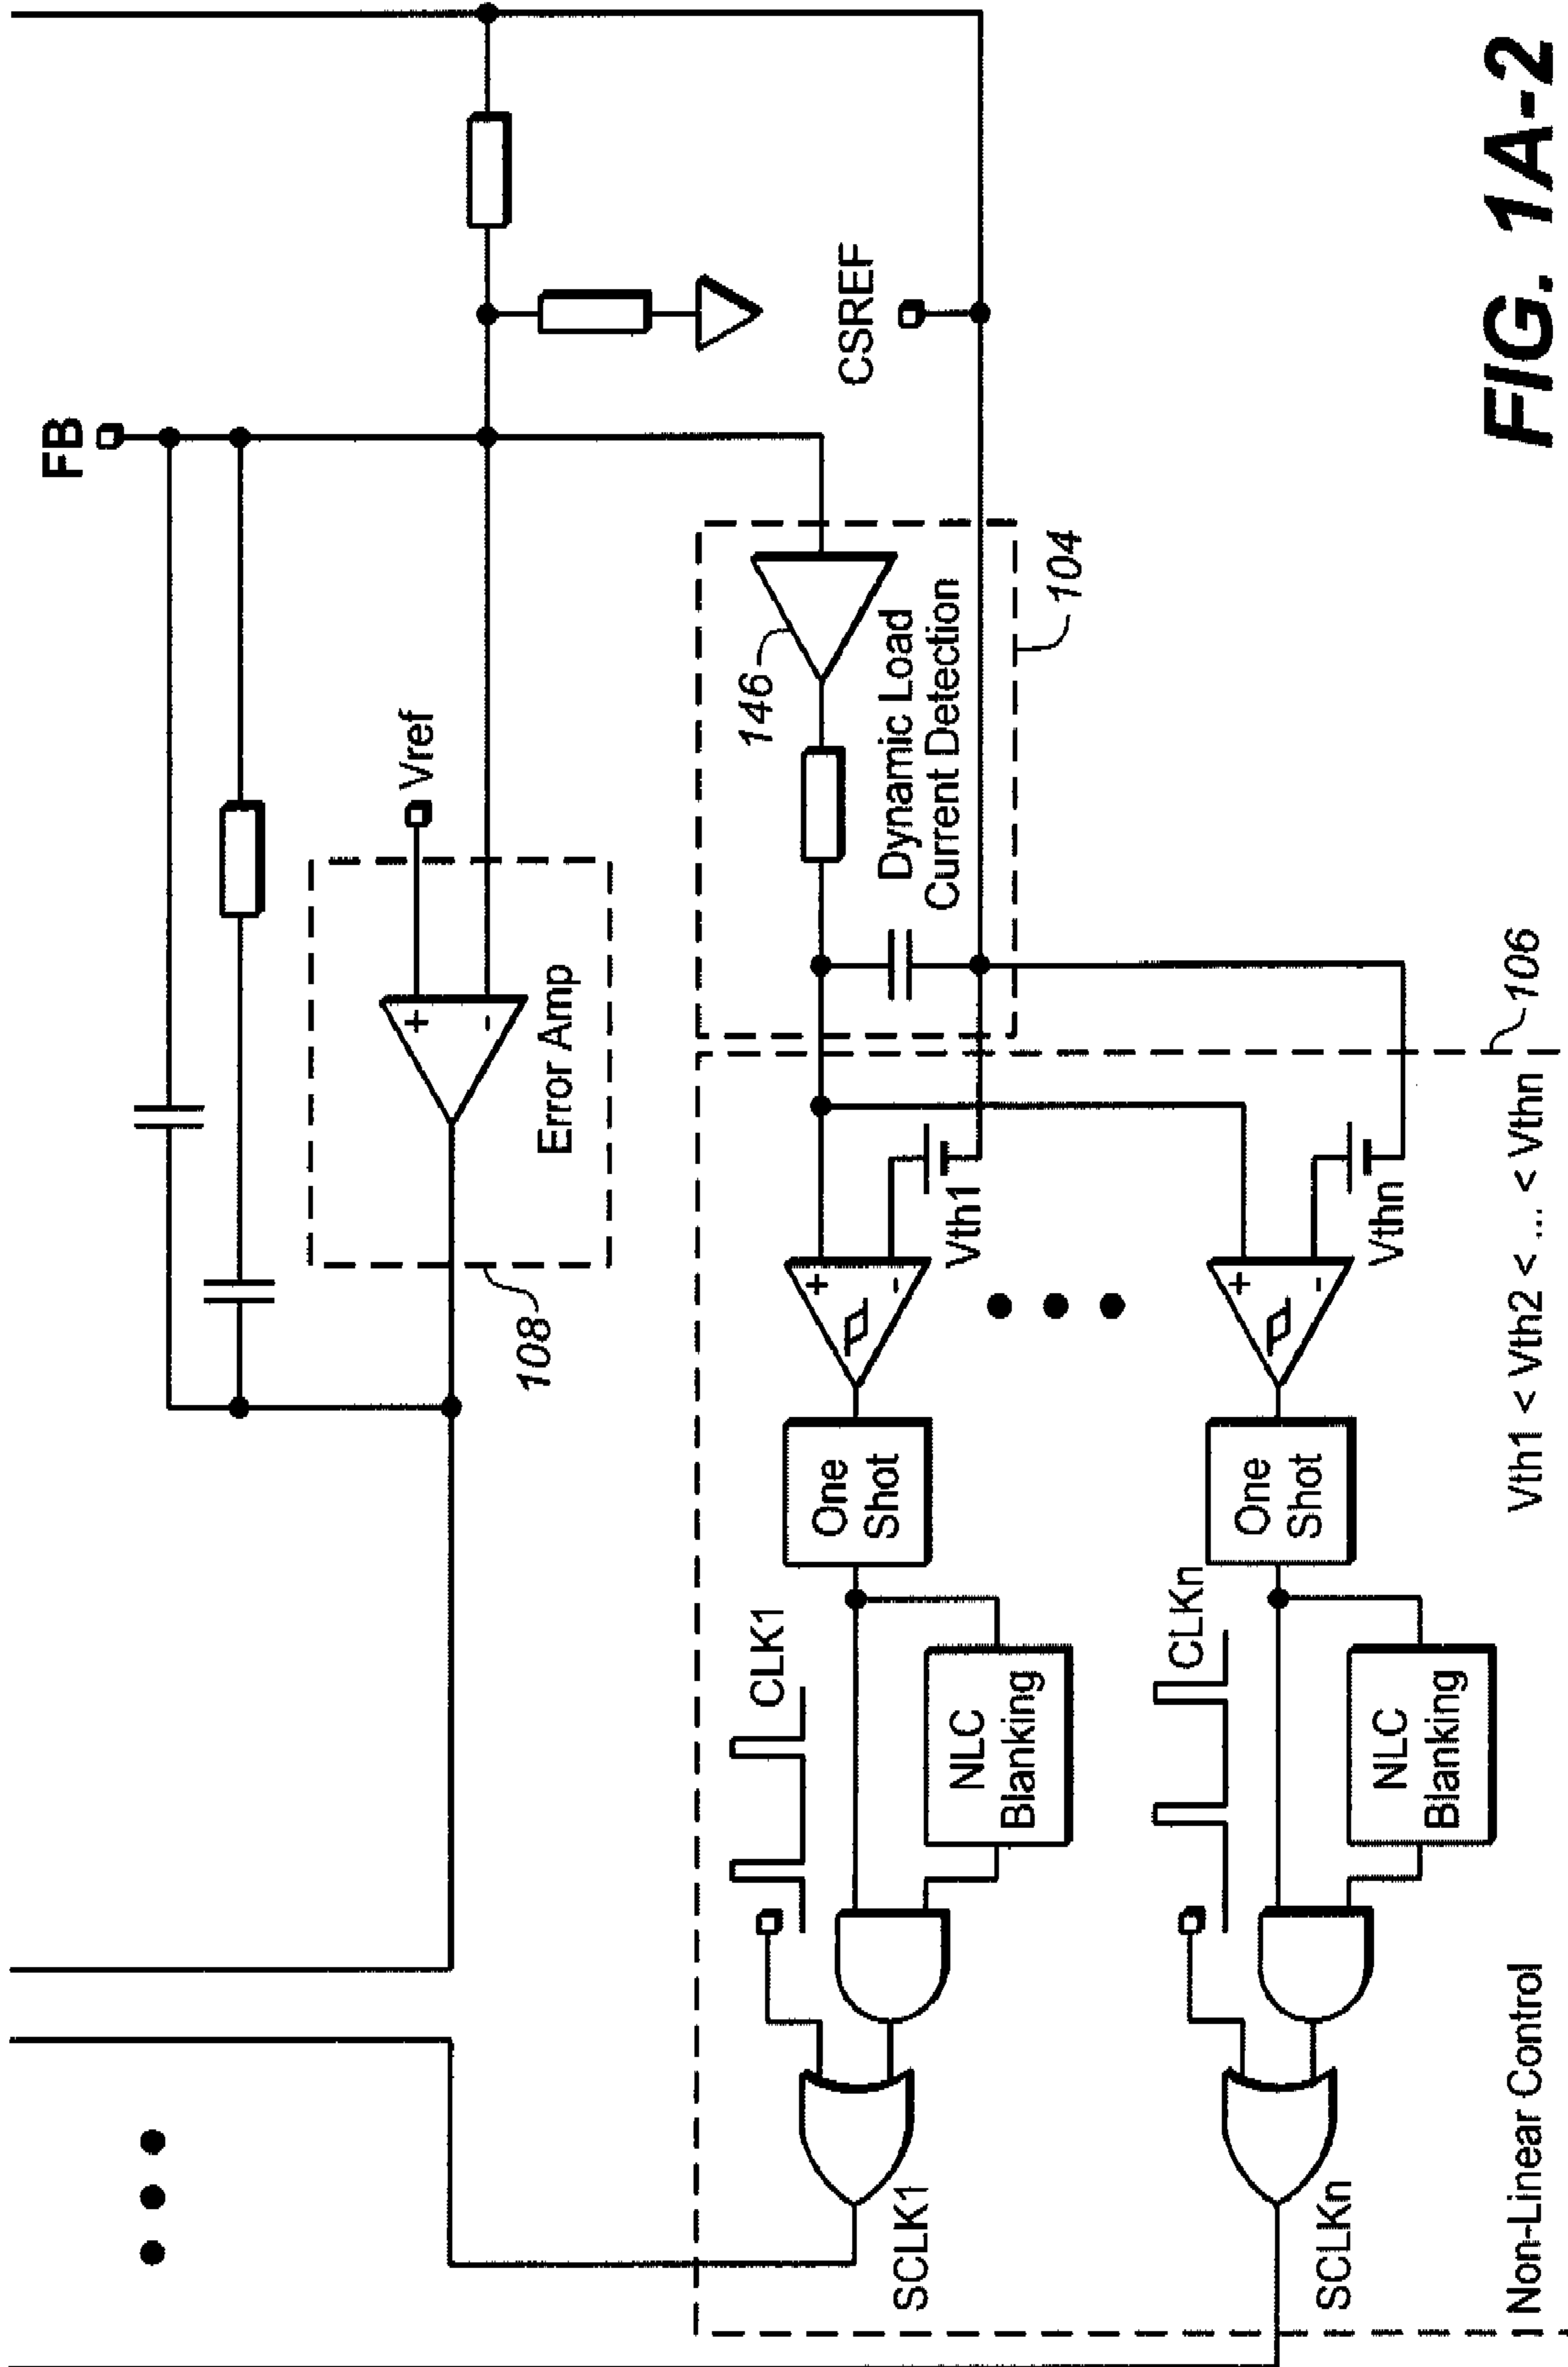 FB
CSREF
Vref
Error Amp
108
146
Dynamic Load
Current Detection
104
106
Vth1
Vthn
+
-
+
-
+
-
One
Shot
One
Shot
CLK1
CLKn
NLC
Blanking
NLC
Blanking
SCLK1
SCLKn
Vth1 < Vth2 < ... < Vthn
Non-Linear Control
FIG. 1A-2